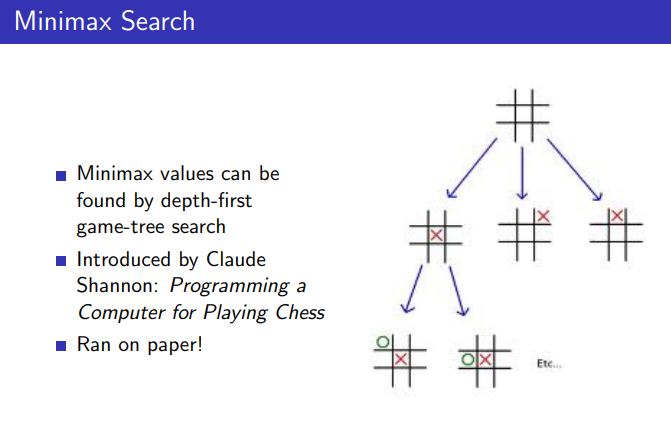 Minimax Search
Minimax values can be
found by depth-first
game-tree search
Introduced by Claude
Shannon: Programming a
Computer for Playing Chess
Ran on paper!
X
X
X
O
X
O X
Etc...